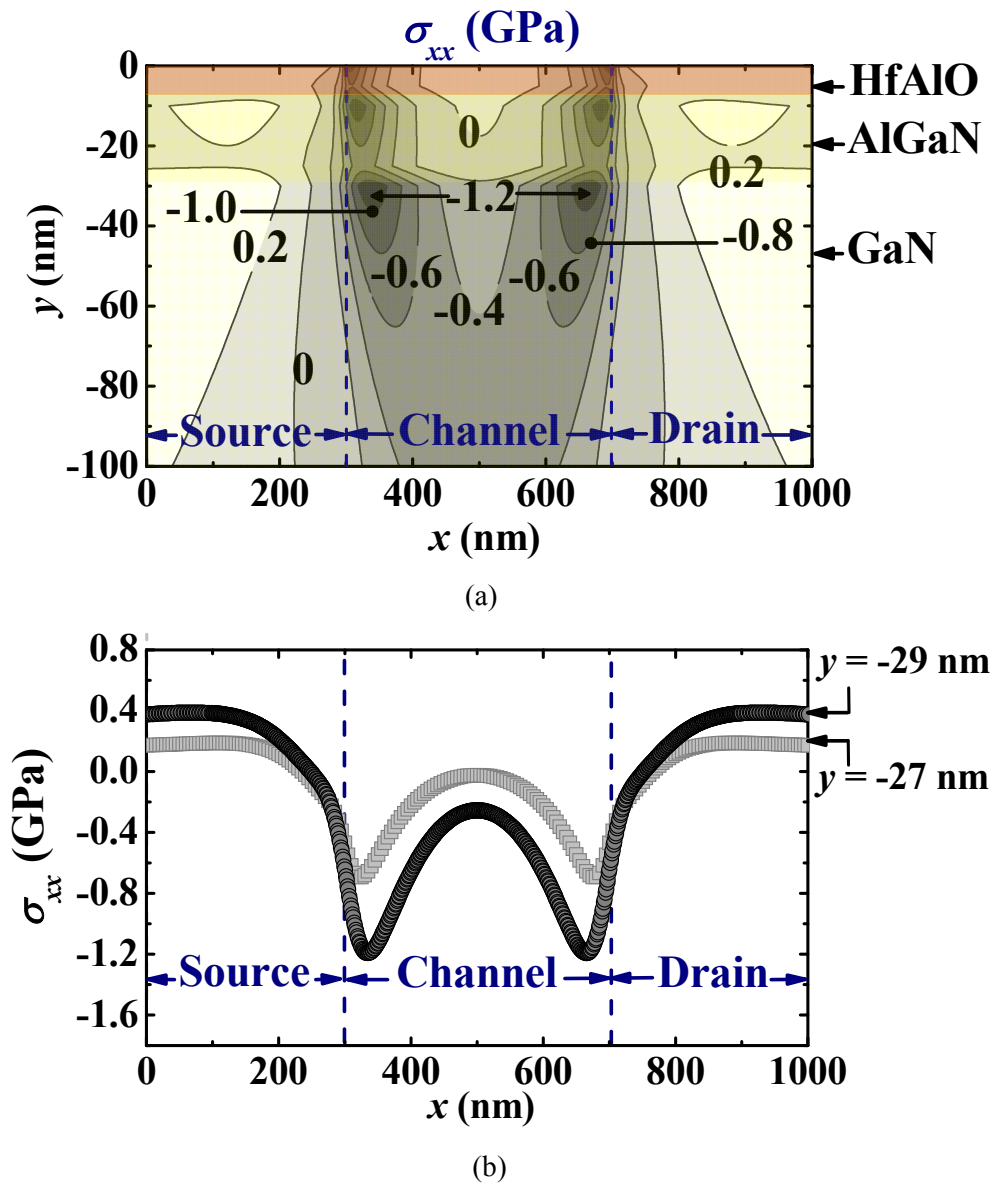 σxx (GPa)
0
-20
-40
-60
-80
-100
y (nm)
HfAlO
AlGaN
GaN
0
0.2
-1.2
-1.0
0.2
-0.8
-0.6
-0.6
-0.4
0
Source
Channel
Drain
0
200
400
600
800
1000
x (nm)
(a)
0.8
0.4
0.0
-0.4
-0.8
-1.2
-1.6
σxx (GPa)
y = -29 nm
y = -27 nm
Source
Channel
Drain
0
200
400
600
800
1000
x (nm)
(b)